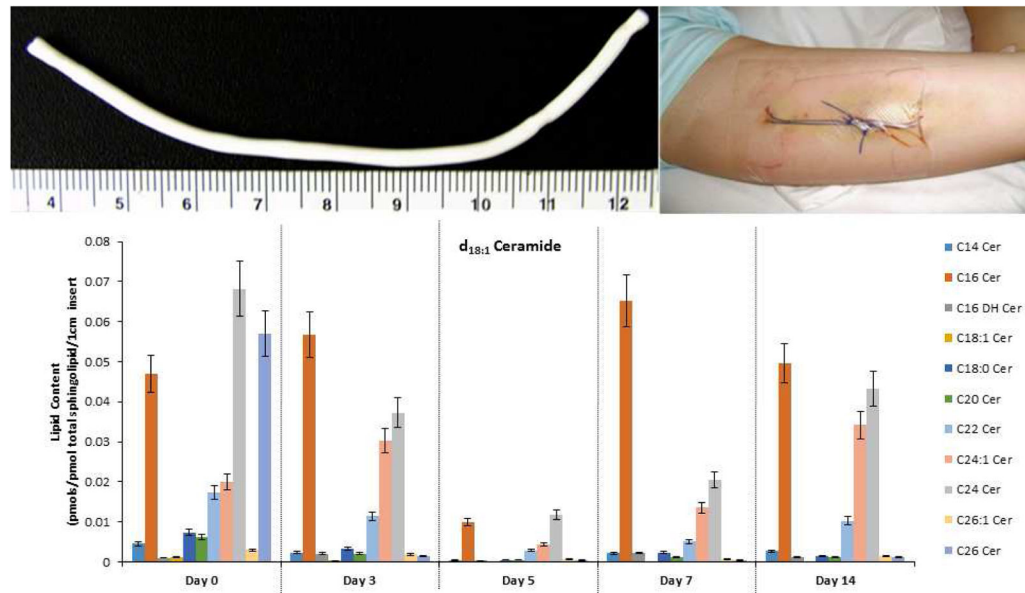 4 5 6 7 8 9 10 11 12
d18:1 Ceramide
Lipid Content
(pmols/pmol total sphingolipid/1cm insert)
0.08
0.07
0.06
0.05
0.04
0.03
0.02
0.01
0
Day 0 Day 3 Day 5 Day 7 Day 14
C14 Cer
C16 Cer
C16 DH Cer
C18:1 Cer
C18:0 Cer
C20 Cer
C22 Cer
C24:1 Cer
C24 Cer
C26:1 Cer
C26 Cer